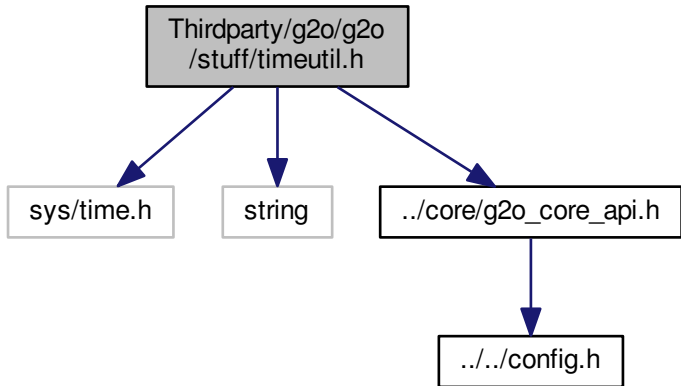 Thirdparty/g2o/g2o
/stuff/timeutil.h
sys/time.h
string
../core/g2o_core_api.h
../../config.h